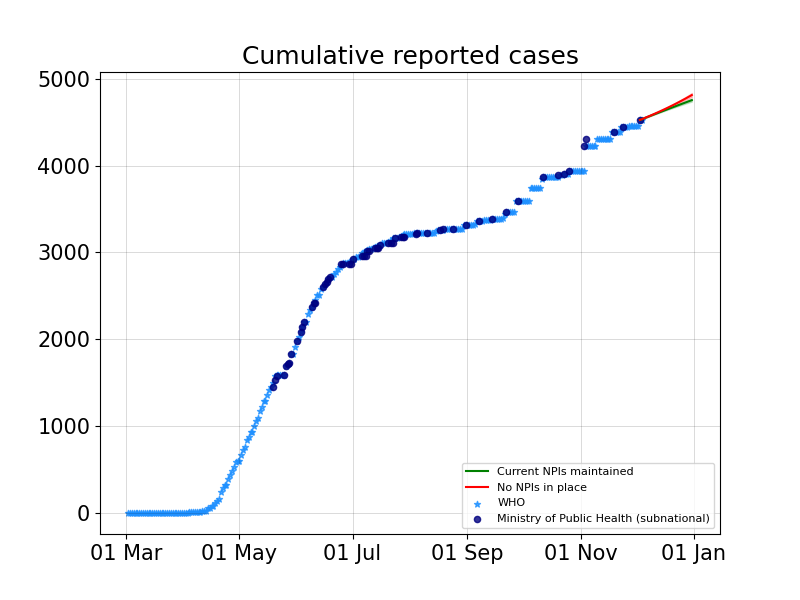 Cumulative reported cases
5000
4000
3000
2000
1000
0
01 Mar
01 May
01 Jul
01 Sep
01 Nov
01 Jan
Current NPIs maintained
No NPIs in place
WHO
Ministry of Public Health (subnational)